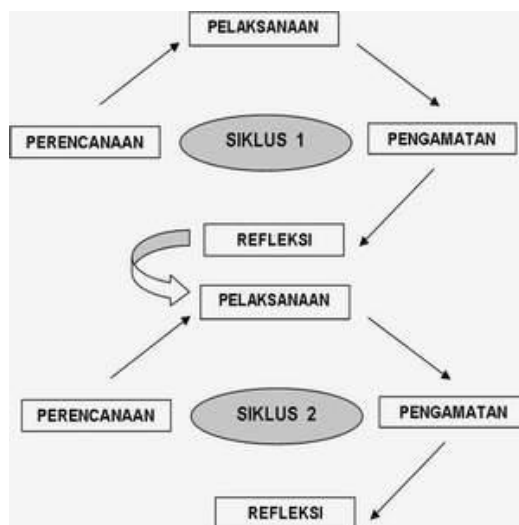 PELAKSANAAN
PERENCANAAN
SIKLUS 1
PENGAMATAN
REFLEKSI
PELAKSANAAN
PERENCANAAN
SIKLUS 2
PENGAMATAN
REFLEKSI